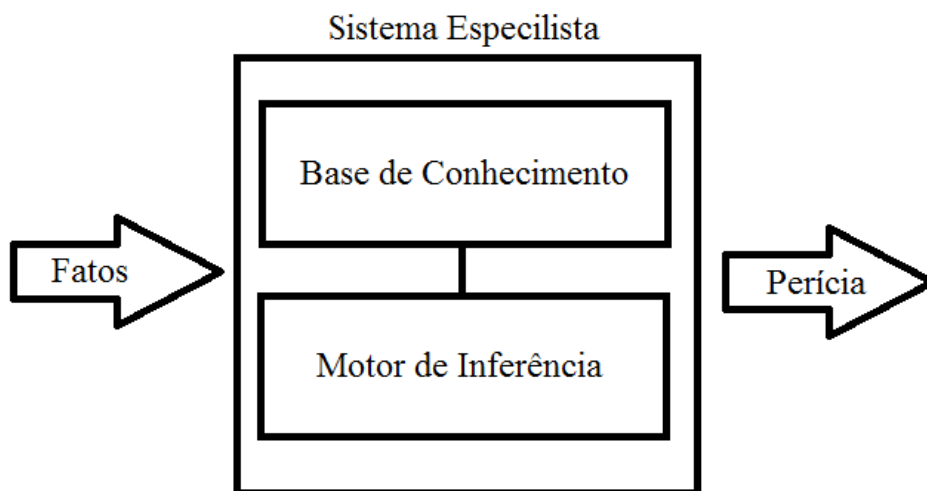 Sistema Especilista
Base de Conhecimento
Fatos
Perícia
Motor de Inferência